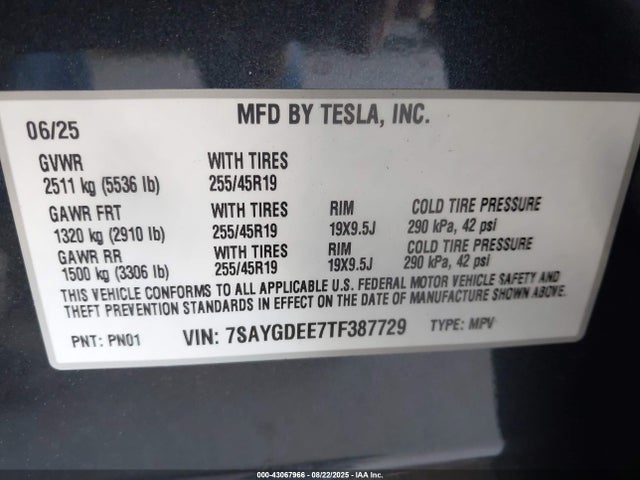 MFD BY TESLA, INC.
06/25
GVWR WITH TIRES
2511 kg (5536 lb) 255/45R19
GAWR FRT WITH TIRES RIM COLD TIRE PRESSURE
1320 kg (2910 lb) 255/45R19 19X9.5J 290 kPa, 42 psi
GAWR RR WITH TIRES RIM COLD TIRE PRESSURE
1500 kg (3306 lb) 255/45R19 19X9.5J 290 kPa, 42 psi
THIS VEHICLE CONFORMS TO ALL APPLICABLE U.S. FEDERAL MOTOR VEHICLE SAFETY AND
THEFT PREVENTION STANDARDS IN EFFECT ON THE DATE OF MANUFACTURE SHOWN ABOVE.
PNT: PN01 VIN: 7SAYGDEE7TF387729 TYPE: MPV
000-43067966 - 08/22/2025 - IAA Inc.